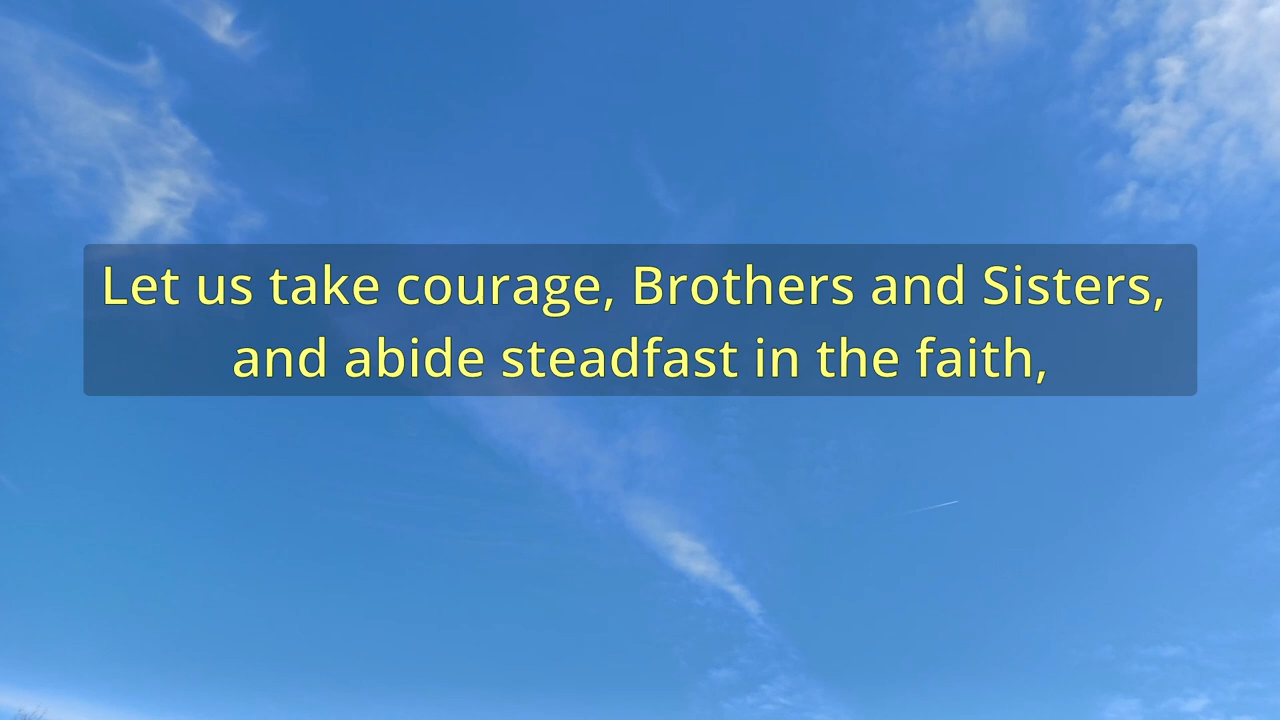 Let us take courage, Brothers and Sisters,
and abide steadfast in the faith,